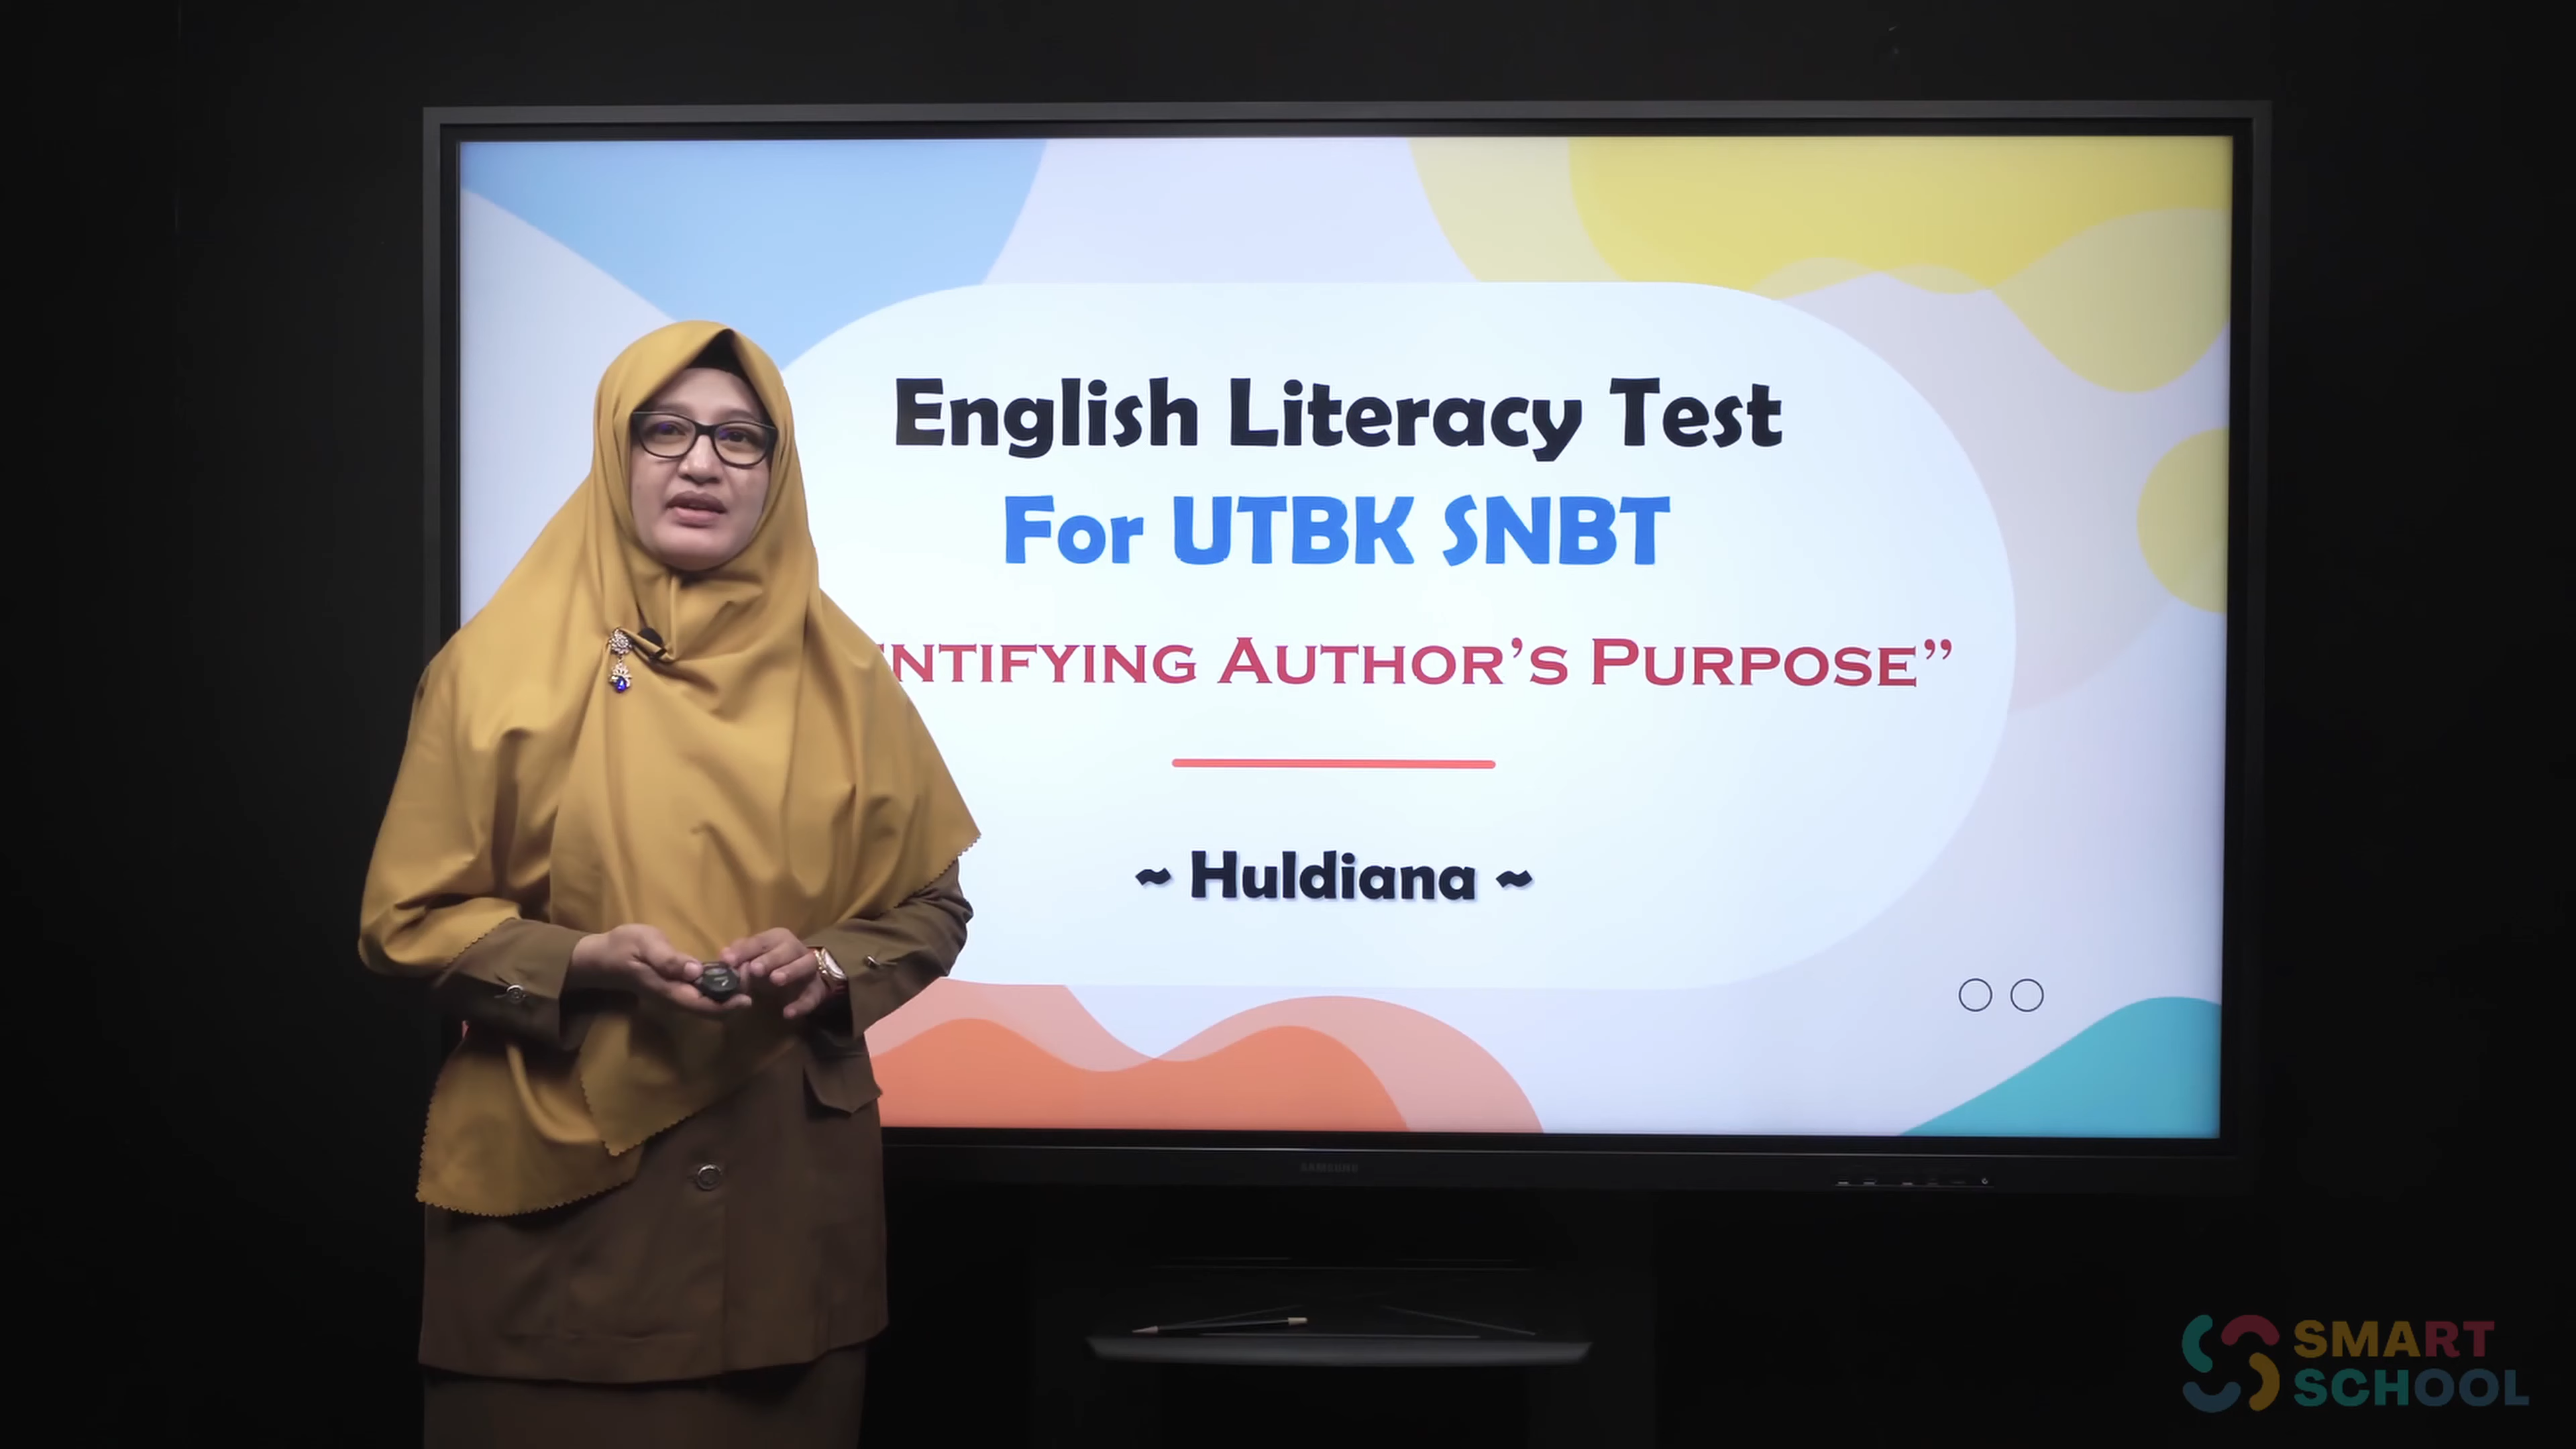 English Literacy Test
For UTBK SNBT
NTIFYING AUTHOR'S PURPOSE”
~ Huldiana ~
SAMSUNG
SMART
SCHOOL